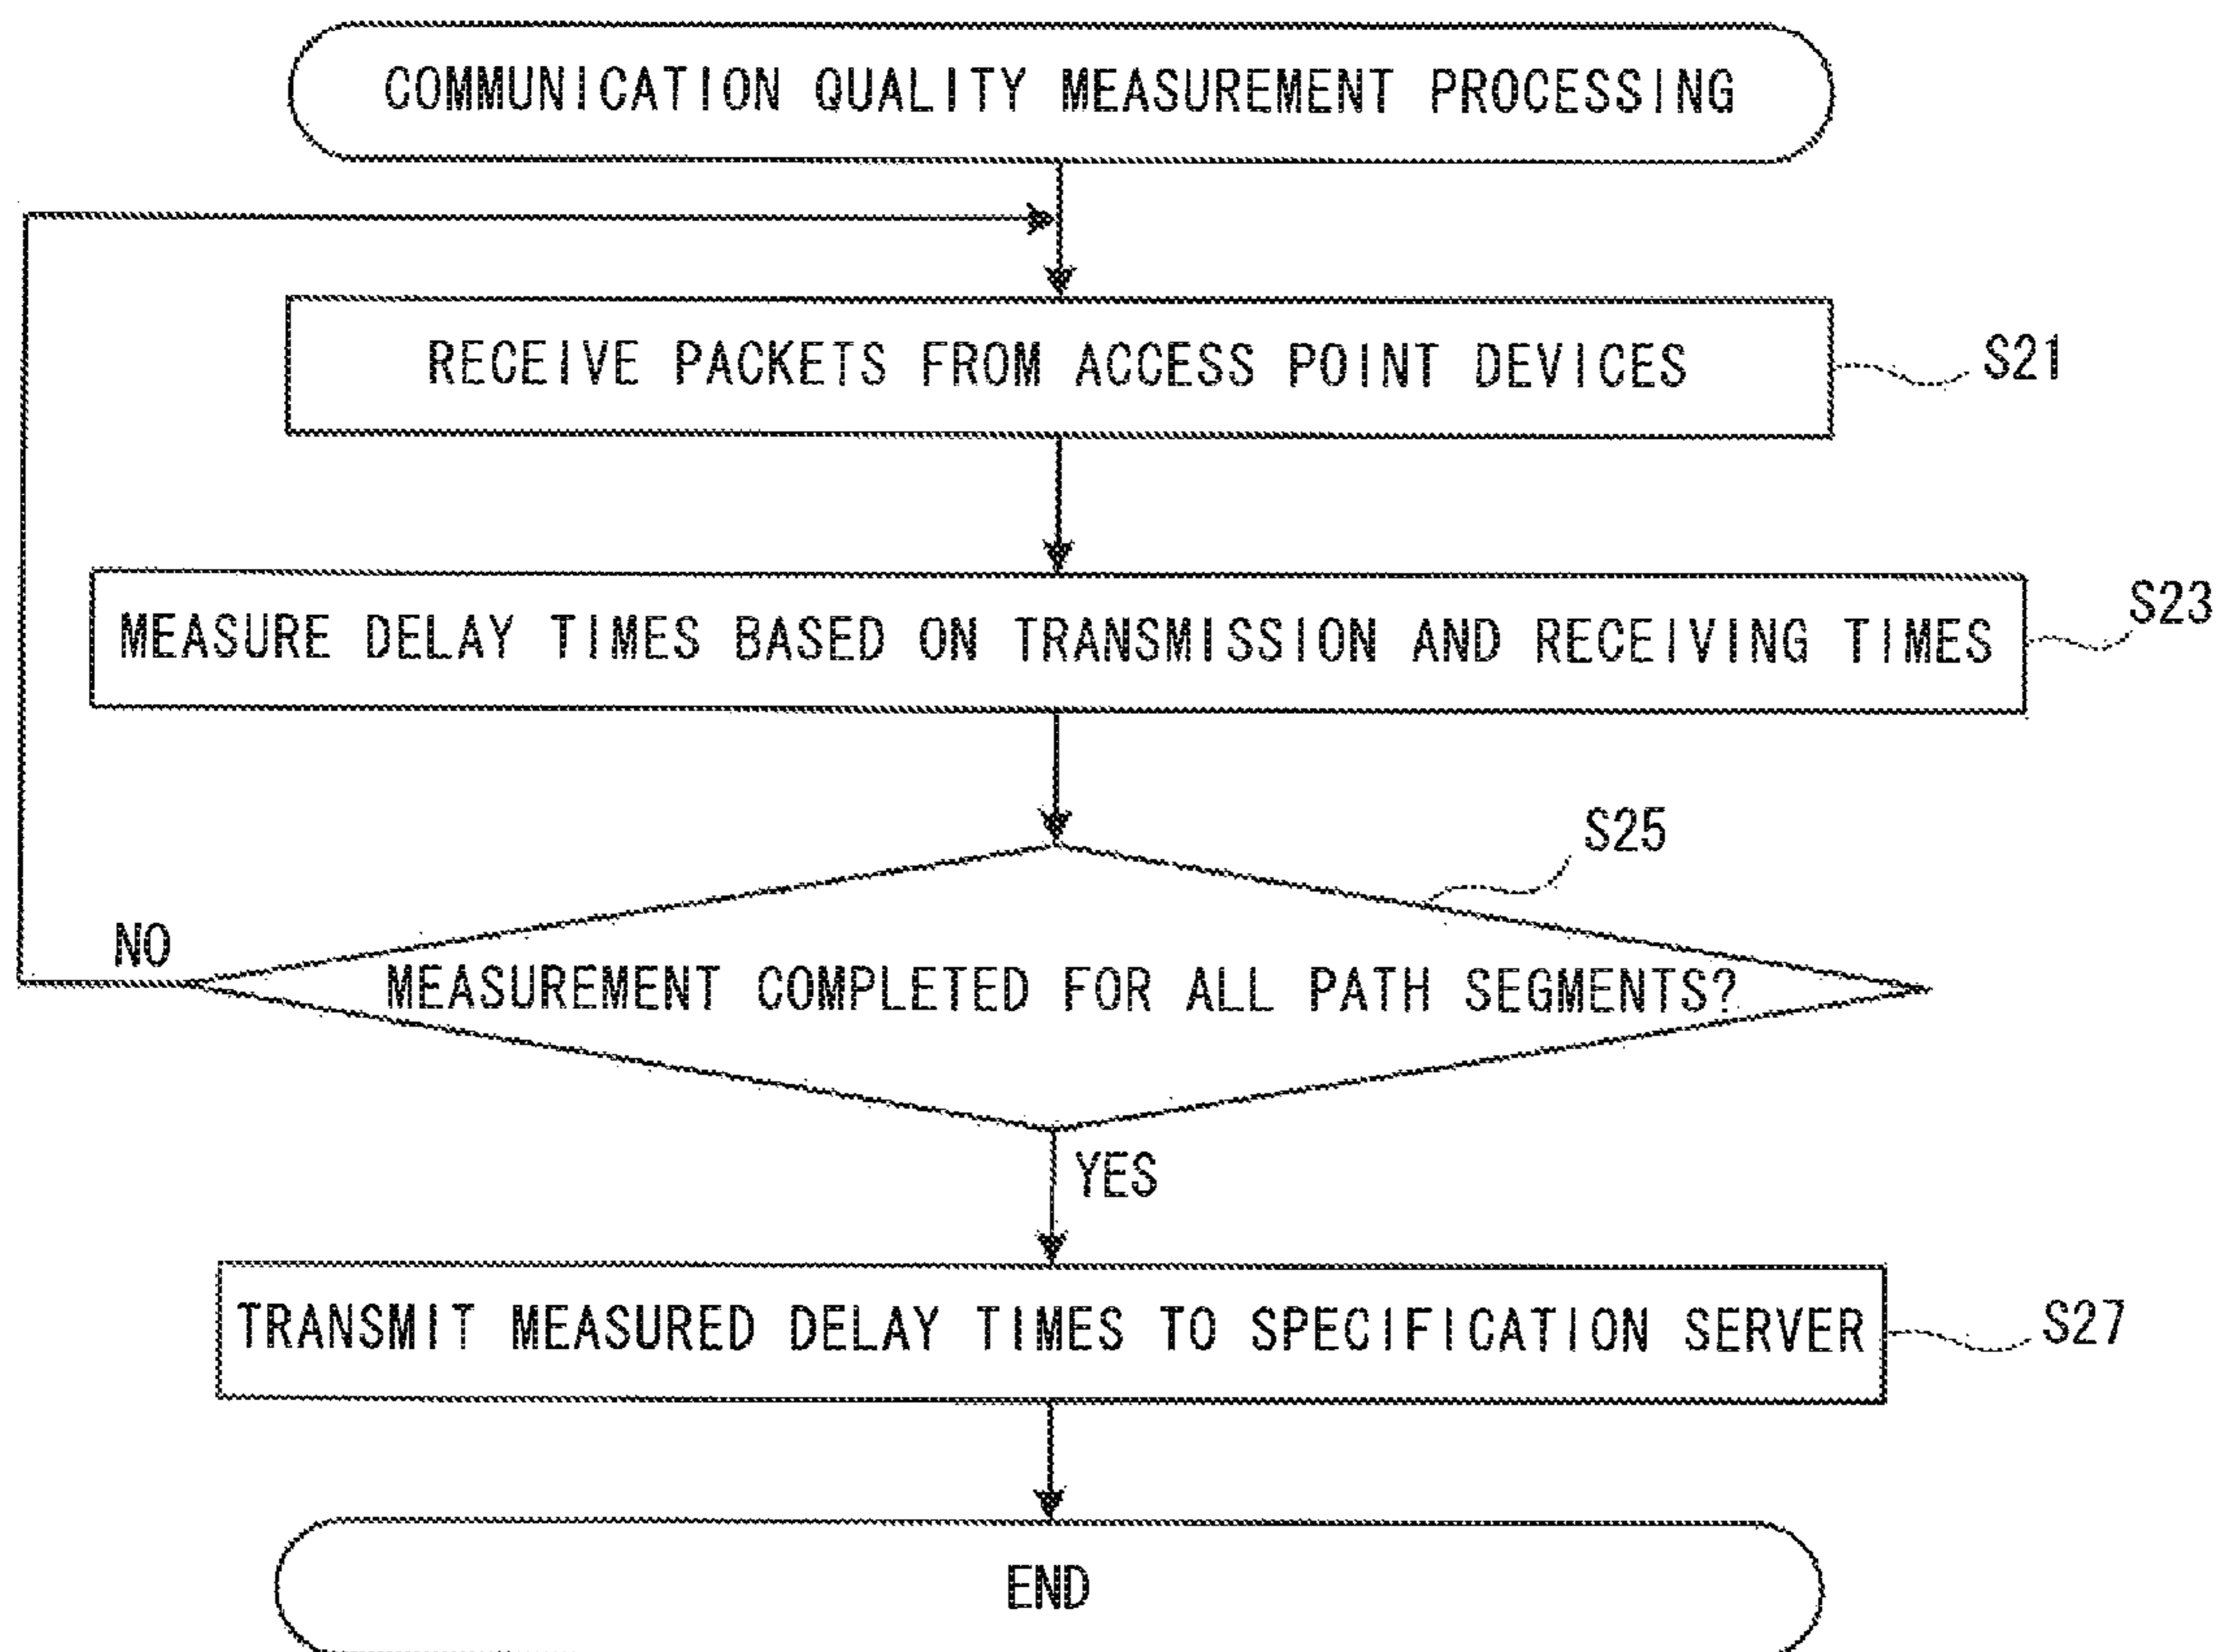 COMMUNICATION QUALITY MEASUREMENT PROCESSING
RECEIVE PACKETS FROM ACCESS POINT DEVICES
S21
MEASURE DELAY TIMES BASED ON TRANSMISSION AND RECEIVING TIMES
S23
S25
NO
MEASUREMENT COMPLETED FOR ALL PATH SEGMENTS?
YES
TRANSMIT MEASURED DELAY TIMES TO SPECIFICATION SERVER
S27
END